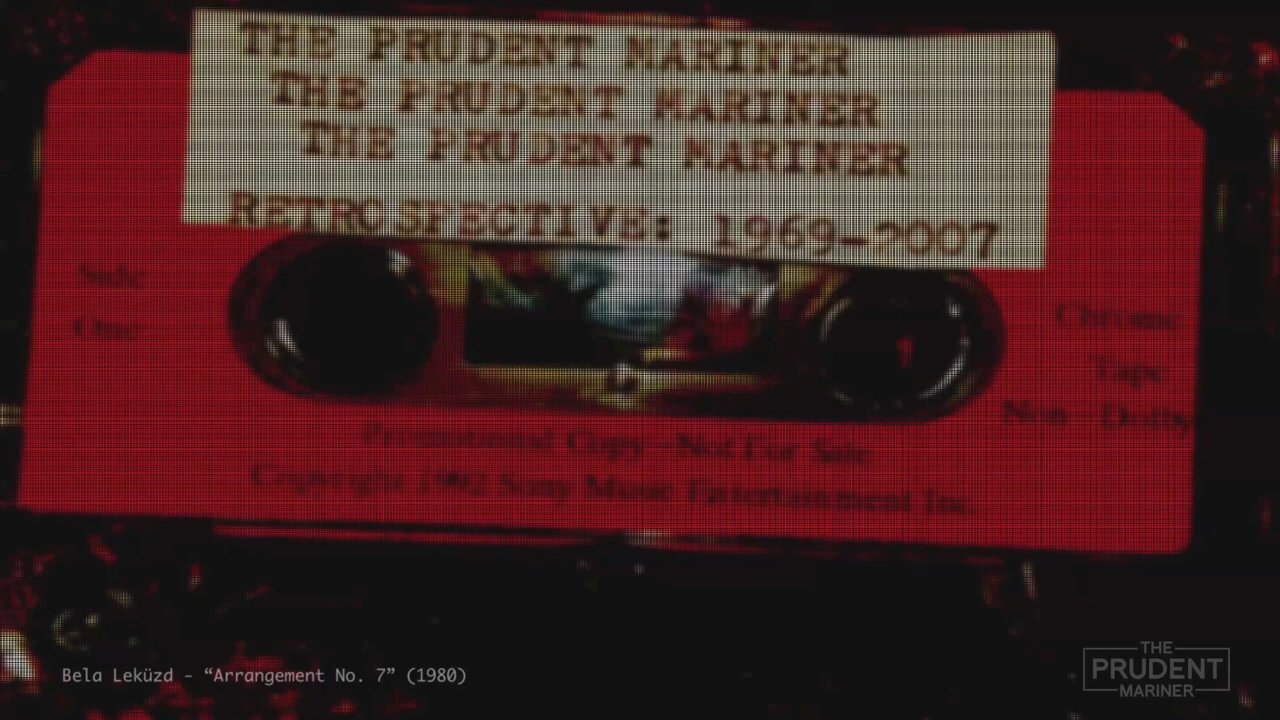 THE PRUDENT MARINER
THE PRUDENT MARINER
THE PRUDENT MARINER
RETROSPECTIVE: 1969-2007
Side
One
Chrome
Tape
Non-Dolby
Promotional Copy—Not For Sale
Copyright 1992 Sony Music Entertainment Inc.
Bela Leküzd - “Arrangement No. 7” (1980)
THE
PRUDENT
MARINER